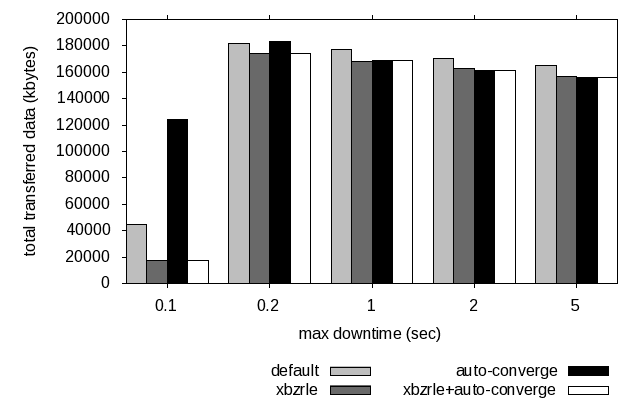 total transferred data (kbytes)
200000
180000
160000
140000
120000
100000
80000
60000
40000
20000
0
0.1 0.2 1 2 5
max downtime (sec)
default auto-converge
xbzrle xbzrle+auto-converge